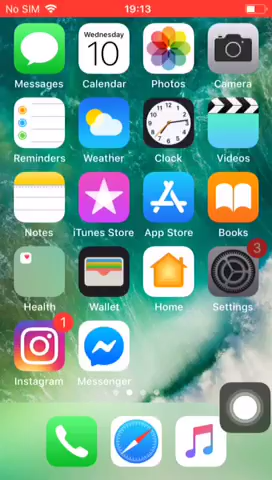 No SIM 19:13
Wednesday
10
Messages Calendar Photos Camera
Reminders Weather Clock Videos
Notes iTunes Store App Store Books
3
Health Wallet Home Settings
1
Instagram Messenger